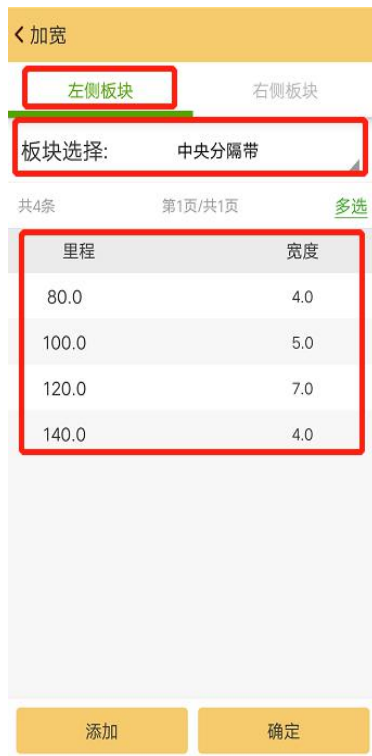 加宽
左侧板块 右侧板块
板块选择: 中央分隔带
共4条 第1页/共1页 多选
里程 宽度
80.0 4.0
100.0 5.0
120.0 7.0
140.0 4.0
添加 确定